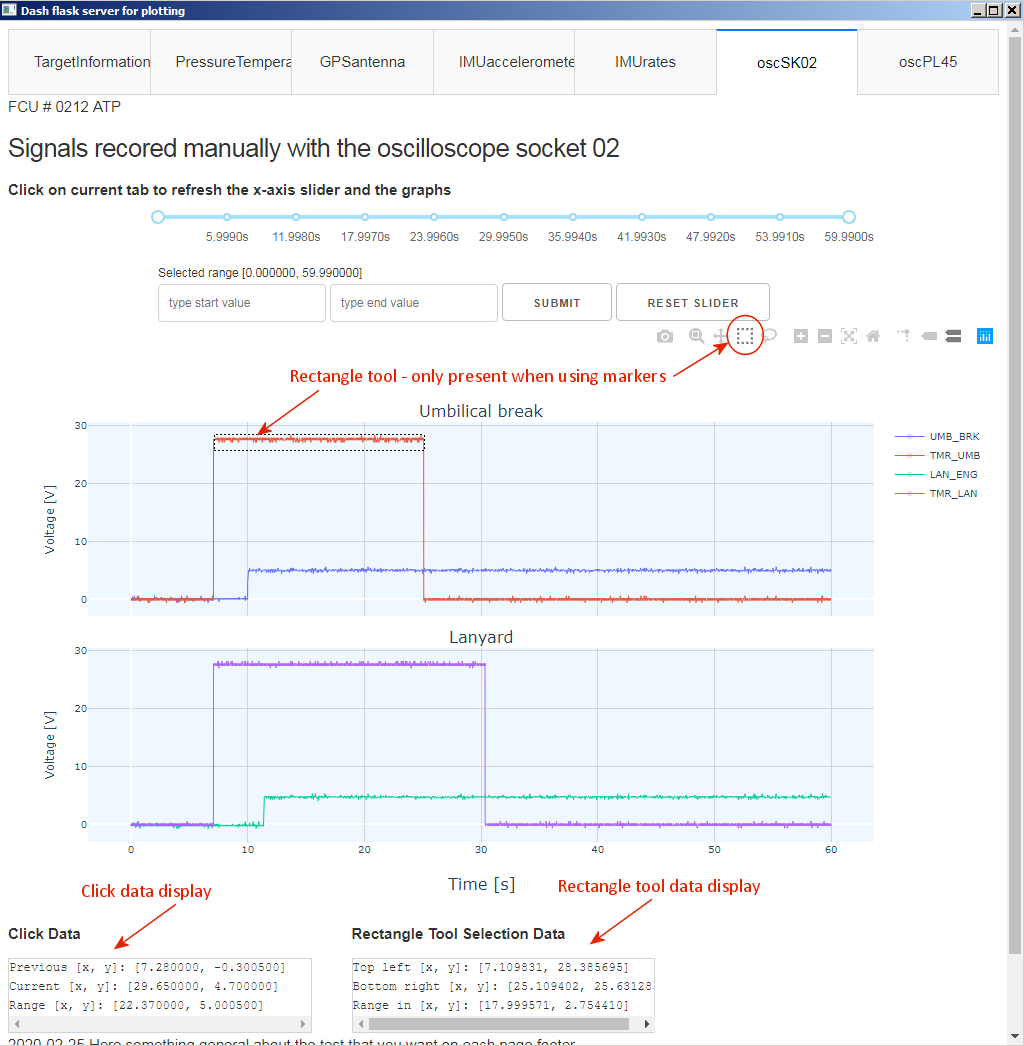 Dash flask server for plotting
TargetInformation PressureTempera GPSantenna IMUacceleromete IMUrates oscSK02 oscPL45
FCU # 0212 ATP
Signals recored manually with the oscilloscope socket 02
Click on current tab to refresh the x-axis slider and the graphs
5.9990s 11.9980s 17.9970s 23.9960s 29.9950s 35.9940s 41.9930s 47.9920s 53.9910s 59.9900s
Selected range [0.000000, 59.990000]
type start value type end value SUBMIT RESET SLIDER
Rectangle tool - only present when using markers
Umbilical break
30
20
10
0
Voltage [V]
UMB_BRK
TMR_UMB
LAN_ENG
TMR_LAN
Lanyard
30
20
10
0
Voltage [V]
0 10 20 30 40 50 60
Time [s]
Click data display
Rectangle tool data display
Click Data
Previous [x, y]: [7.280000, -0.300500]
Current [x, y]: [29.650000, 4.700000]
Range [x, y]: [22.370000, 5.000500]
Rectangle Tool Selection Data
Top left [x, y]: [7.109831, 28.385695]
Bottom right [x, y]: [25.109402, 25.63128
Range in [x, y]: [17.999571, 2.754410]
2020-02-25 Here something general about the test that you want on each page footer